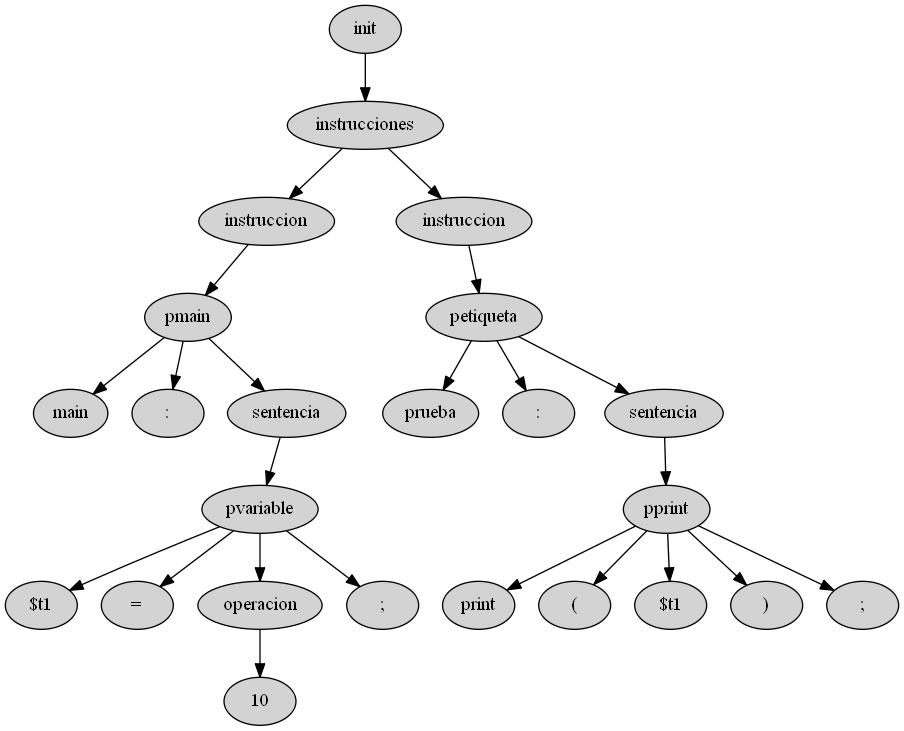 init
instrucciones
instruccion instruccion
pmain petiqueta
main : sentencia prueba : sentencia
pvariable pprint
$t1 = operacion ; print ( $t1 ) ;
10